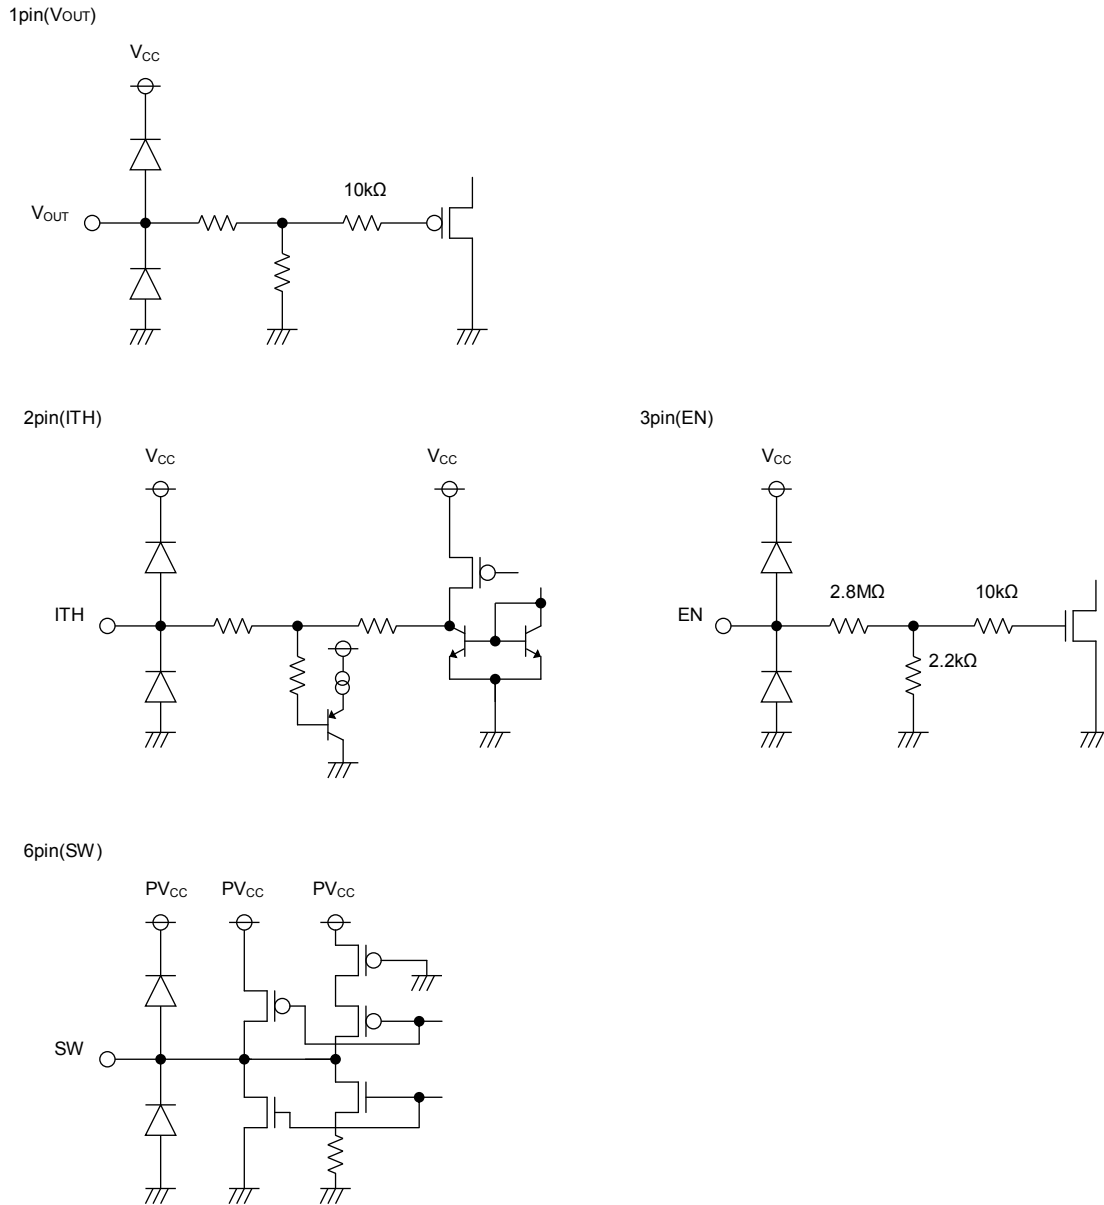 1pin(VOUT)
VCC
10kΩ
VOUT
2pin(ITH)
3pin(EN)
VCC
VCC
VCC
2.8MΩ
10kΩ
ITH
EN
2.2kΩ
6pin(SW)
PVCC
PVCC
PVCC
SW